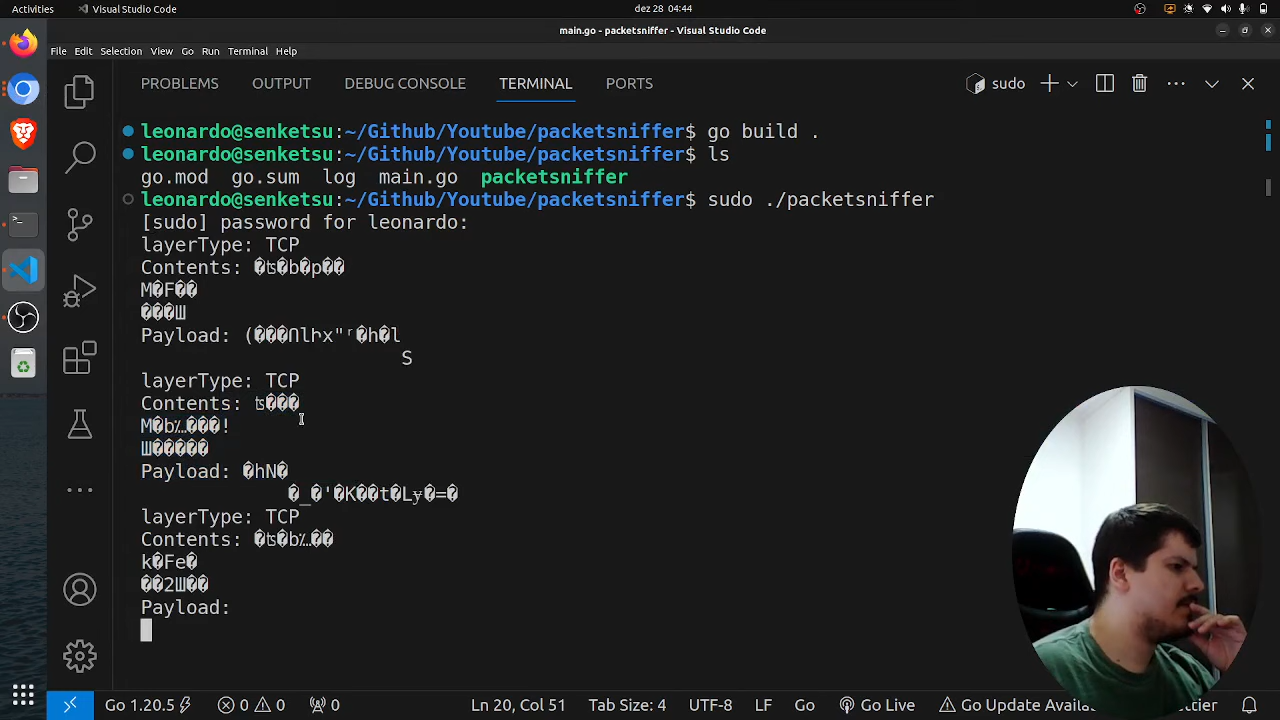 Activities
Visual Studio Code
dez 28 04:44
main.go - packetsniffer - Visual Studio Code
File Edit Selection View Go Run Terminal Help
PROBLEMS OUTPUT DEBUG CONSOLE TERMINAL PORTS
sudo
leonardo@senketsu:~/Github/Youtube/packetsniffer$ go build .
leonardo@senketsu:~/Github/Youtube/packetsniffer$ ls
go.mod go.sum log main.go packetsniffer
leonardo@senketsu:~/Github/Youtube/packetsniffer$ sudo ./packetsniffer
[sudo] password for leonardo:
layerType: TCP
Contents: �ʦ�b�p��
M�F��
���Ш
Payload: (���ՈlҌx"ʳ�h�l
S
layerType: TCP
Contents: ʦ���
M�b⁒���!
Ш�����
Payload: �hN�
�_�'�K��t�Lɏ�=�
layerType: TCP
Contents: �ʦ�b⁒��
k�Fe�
��2Ш��
Payload:
Go 1.20.5 0 0 0 Ln 20, Col 51 Tab Size: 4 UTF-8 LF Go Go Live Go Update Availa